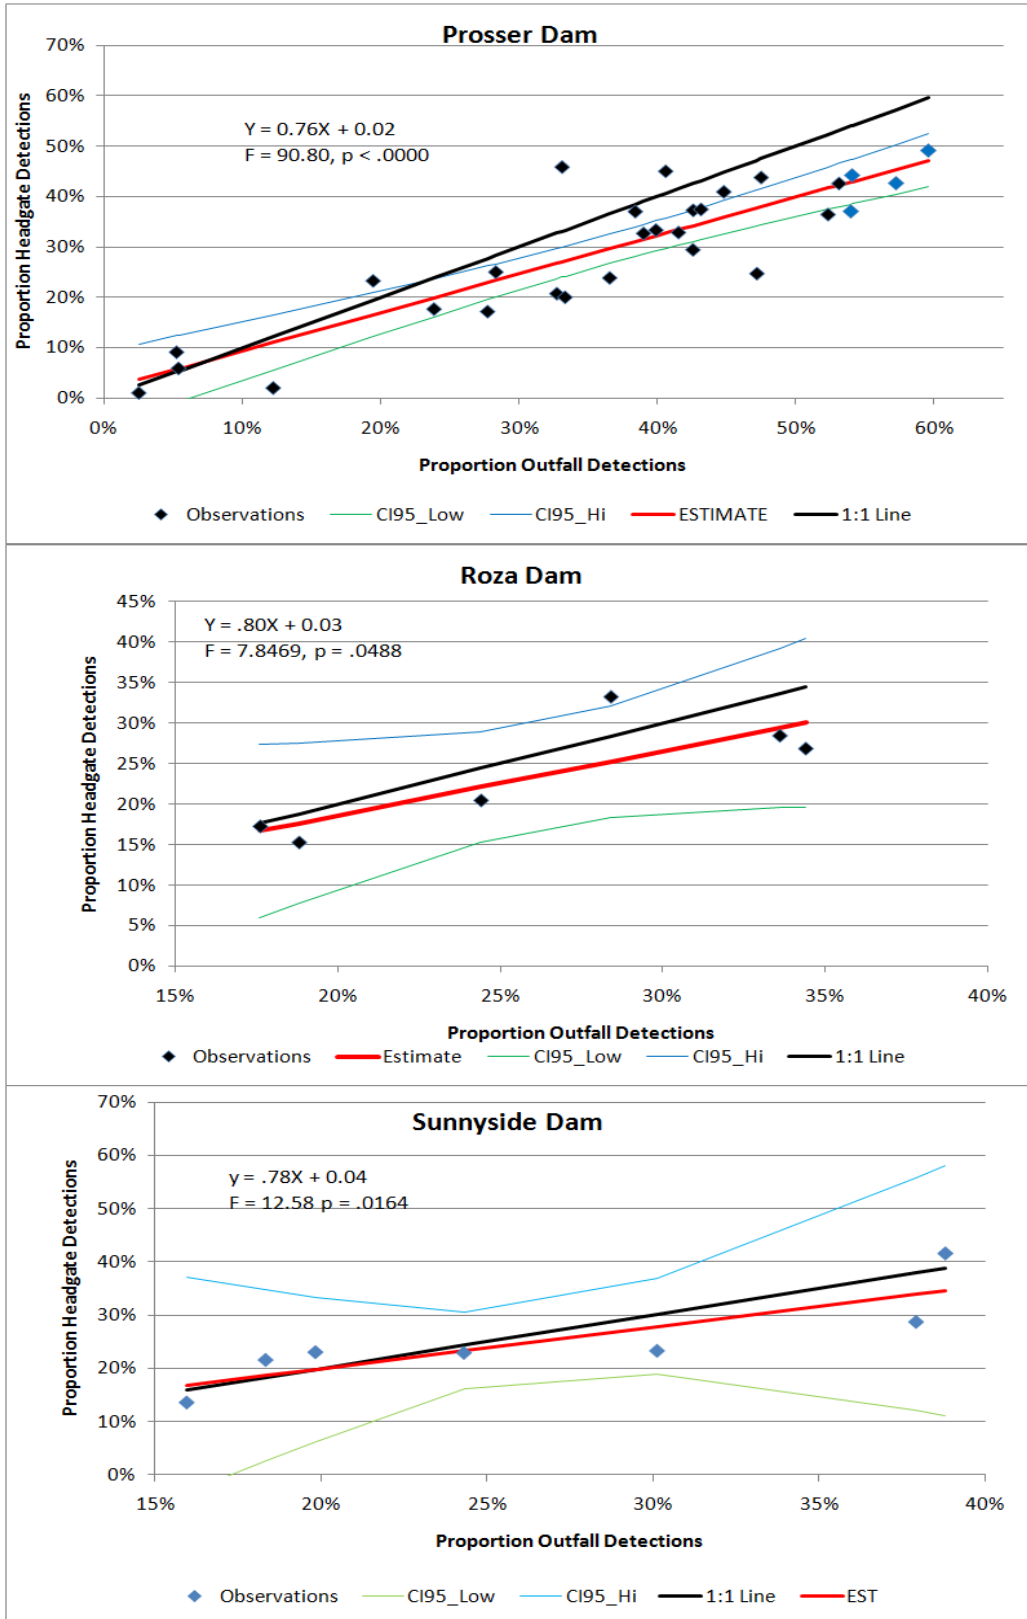 Prosser Dam
70%
60%
50%
40%
30%
20%
10%
0%
Proportion Headgate Detections
Y = 0.76X + 0.02
F = 90.80, p < .0000
0% 10% 20% 30% 40% 50% 60%
Proportion Outfall Detections
Observations CI95_Low CI95_Hi ESTIMATE 1:1 Line
Roza Dam
45%
40%
35%
30%
25%
20%
15%
10%
5%
0%
Proportion Headgate Detections
Y = .80X + 0.03
F = 7.8469, p = .0488
15% 20% 25% 30% 35% 40%
Proportion Outfall Detections
Observations Estimate CI95_Low CI95_Hi 1:1 Line
Sunnyside Dam
70%
60%
50%
40%
30%
20%
10%
0%
Proportion Headgate Detections
y = .78X + 0.04
F = 12.58 p = .0164
15% 20% 25% 30% 35% 40%
Proportion Outfall Detections
Observations CI95_Low CI95_Hi 1:1 Line EST